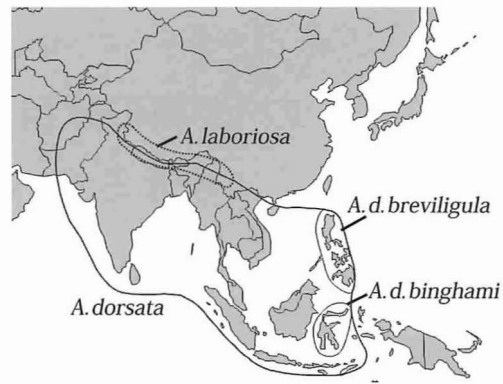 A. laboriosa
A. d. breviligula
A. d. binghami
A. dorsata